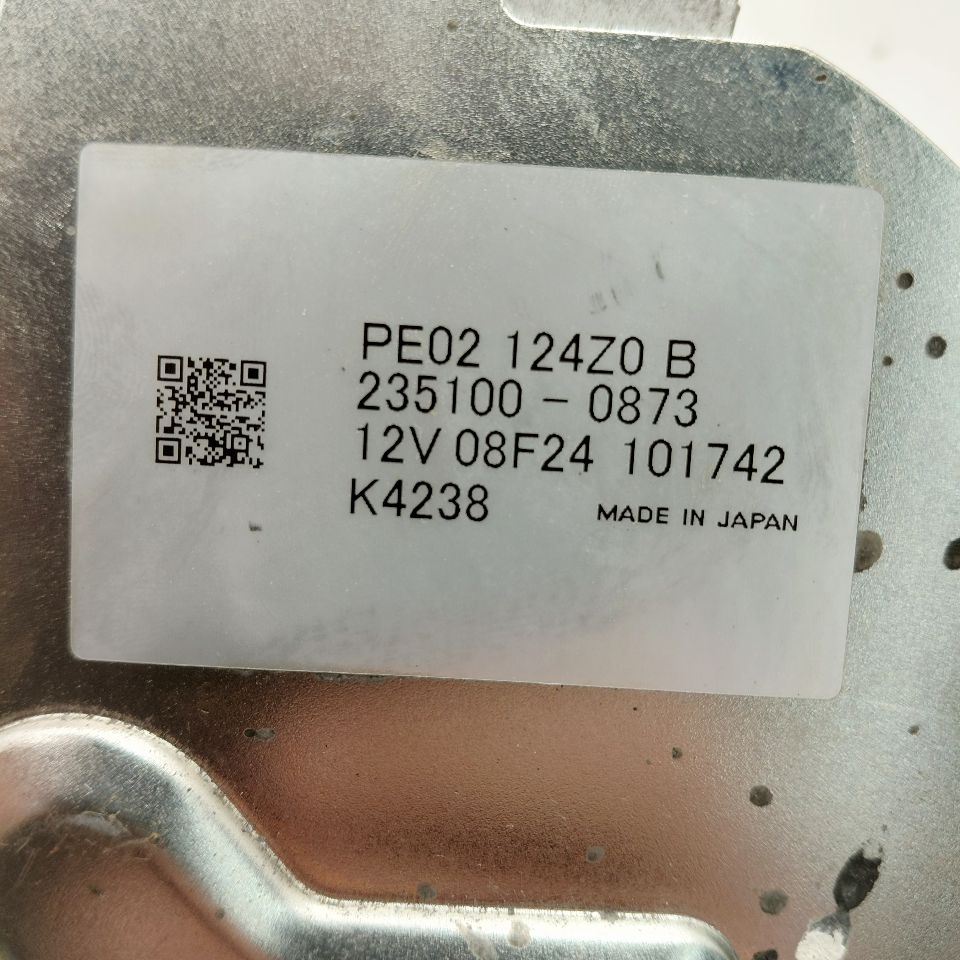 PE02 124Z0 B
235100-0873
12V 08F24 101742
K4238 MADE IN JAPAN